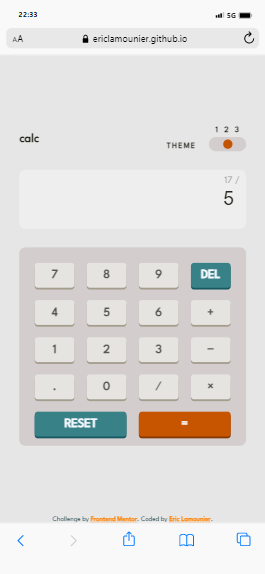 22:33
5G
AA
ericlamounier.github.io
1 2 3
calc
THEME
17 /
5
7 8 9 DEL
4 5 6 +
1 2 3 −
. 0 / ×
RESET =
Challenge by Frontend Mentor. Coded by Eric Lamounier.